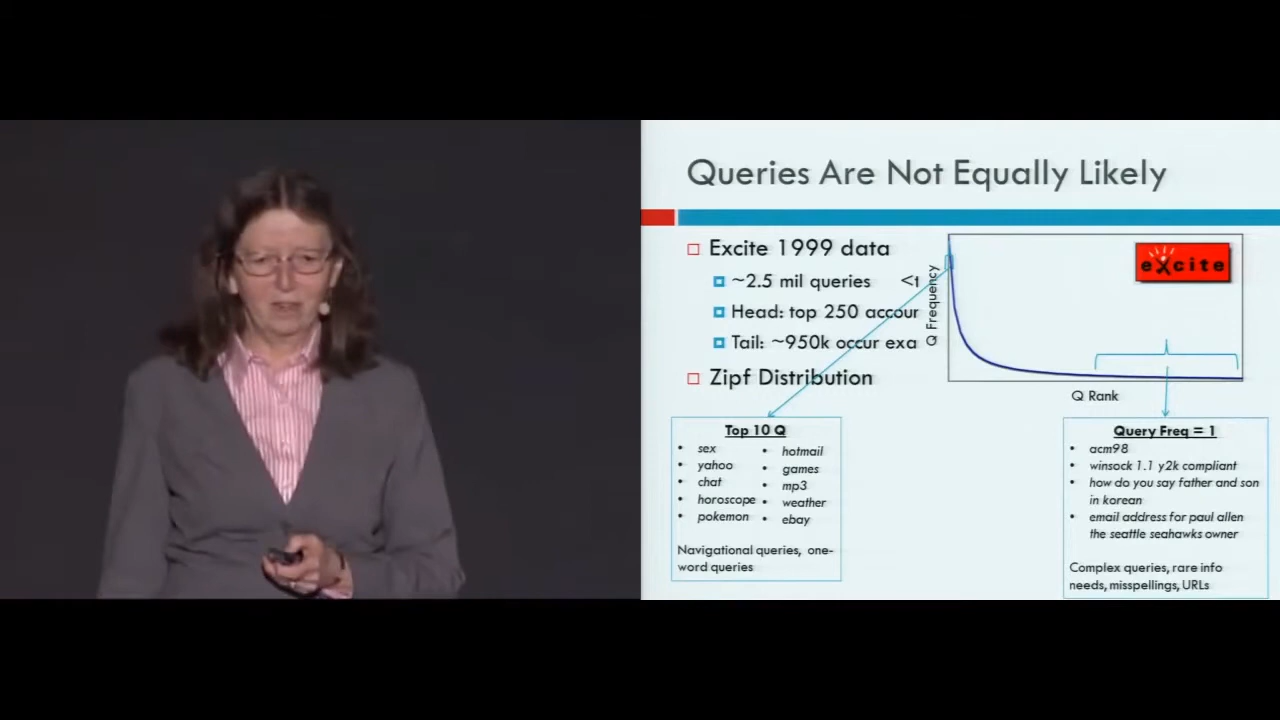 Queries Are Not Equally Likely
Excite 1999 data
~2.5 mil queries <t
Head: top 250 accour
Tail: ~950k occur exa
Zipf Distribution
Q Frequency
excite
Q Rank
Top 10 Q
• sex
• yahoo
• chat
• horoscope
• pokemon
• hotmail
• games
• mp3
• weather
• ebay
Navigational queries, one-
word queries
Query Freq = 1
• acm98
• winsock 1.1 y2k compliant
• how do you say father and son
in korean
• email address for paul allen
the seattle seahawks owner
Complex queries, rare info
needs, misspellings, URLs